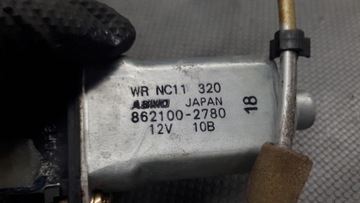 WR NC11 320
ASMO JAPAN
862100-2780
12V 10B
18